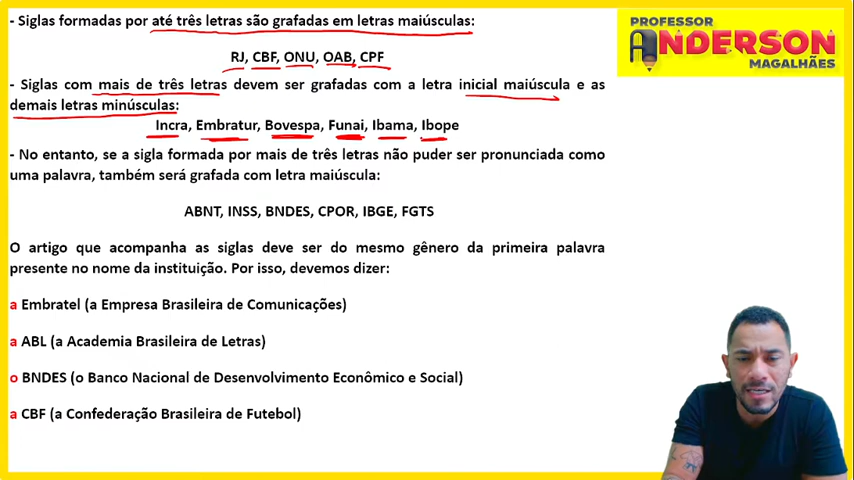 - Siglas formadas por até três letras são grafadas em letras maiúsculas:
RJ, CBF, ONU, OAB, CPF
- Siglas com mais de três letras devem ser grafadas com a letra inicial maiúscula e as
demais letras minúsculas:
Incra, Embratur, Bovespa, Funai, Ibama, Ibope
- No entanto, se a sigla formada por mais de três letras não puder ser pronunciada como
uma palavra, também será grafada com letra maiúscula:
ABNT, INSS, BNDES, CPOR, IBGE, FGTS
O artigo que acompanha as siglas deve ser do mesmo gênero da primeira palavra
presente no nome da instituição. Por isso, devemos dizer:
a Embratel (a Empresa Brasileira de Comunicações)
a ABL (a Academia Brasileira de Letras)
o BNDES (o Banco Nacional de Desenvolvimento Econômico e Social)
a CBF (a Confederação Brasileira de Futebol)
PROFESSOR
ANDERSON
MAGALHÃES